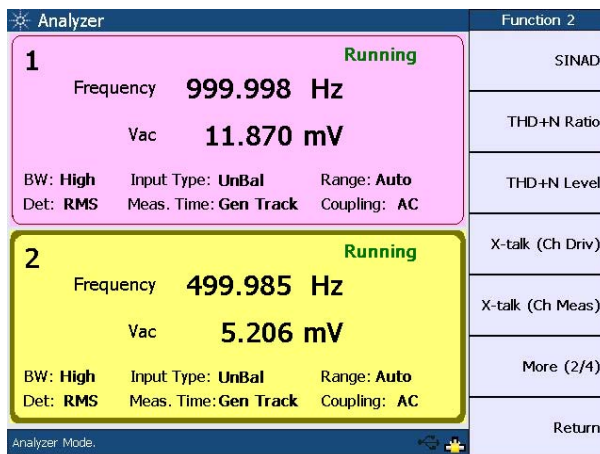 Analyzer
1
Running
Frequency 999.998 Hz
Vac 11.870 mV
BW: High Input Type: UnBal Range: Auto
Det: RMS Meas. Time: Gen Track Coupling: AC
2
Running
Frequency 499.985 Hz
Vac 5.206 mV
BW: High Input Type: UnBal Range: Auto
Det: RMS Meas. Time: Gen Track Coupling: AC
Analyzer Mode.
Function 2
SINAD
THD+N Ratio
THD+N Level
X-talk (Ch Driv)
X-talk (Ch Meas)
More (2/4)
Return